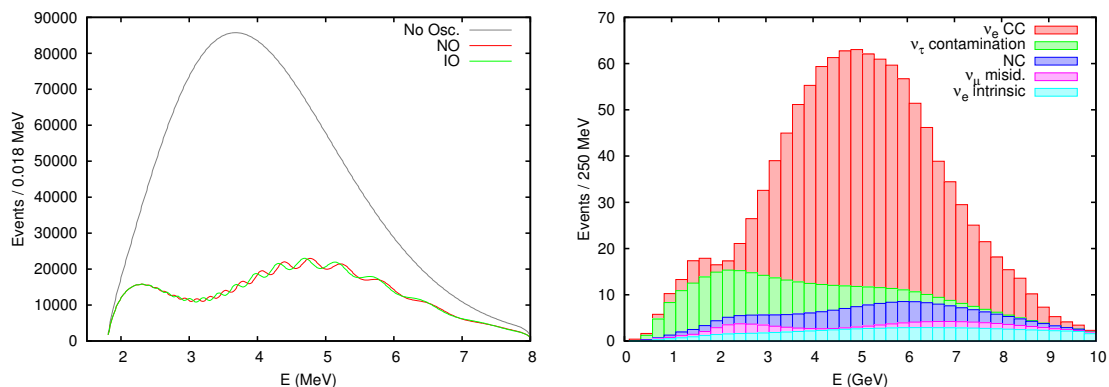 90000
80000
70000
60000
50000
40000
30000
20000
10000
0
Events / 0.018 MeV
No Osc.
NO
IO
2 3 4 5 6 7 8
E (MeV)
70
60
50
40
30
20
10
0
Events / 250 MeV
νₑ CC
ν_τ contamination
NC
ν_μ misid.
νₑ intrinsic
0 1 2 3 4 5 6 7 8 9 10
E (GeV)